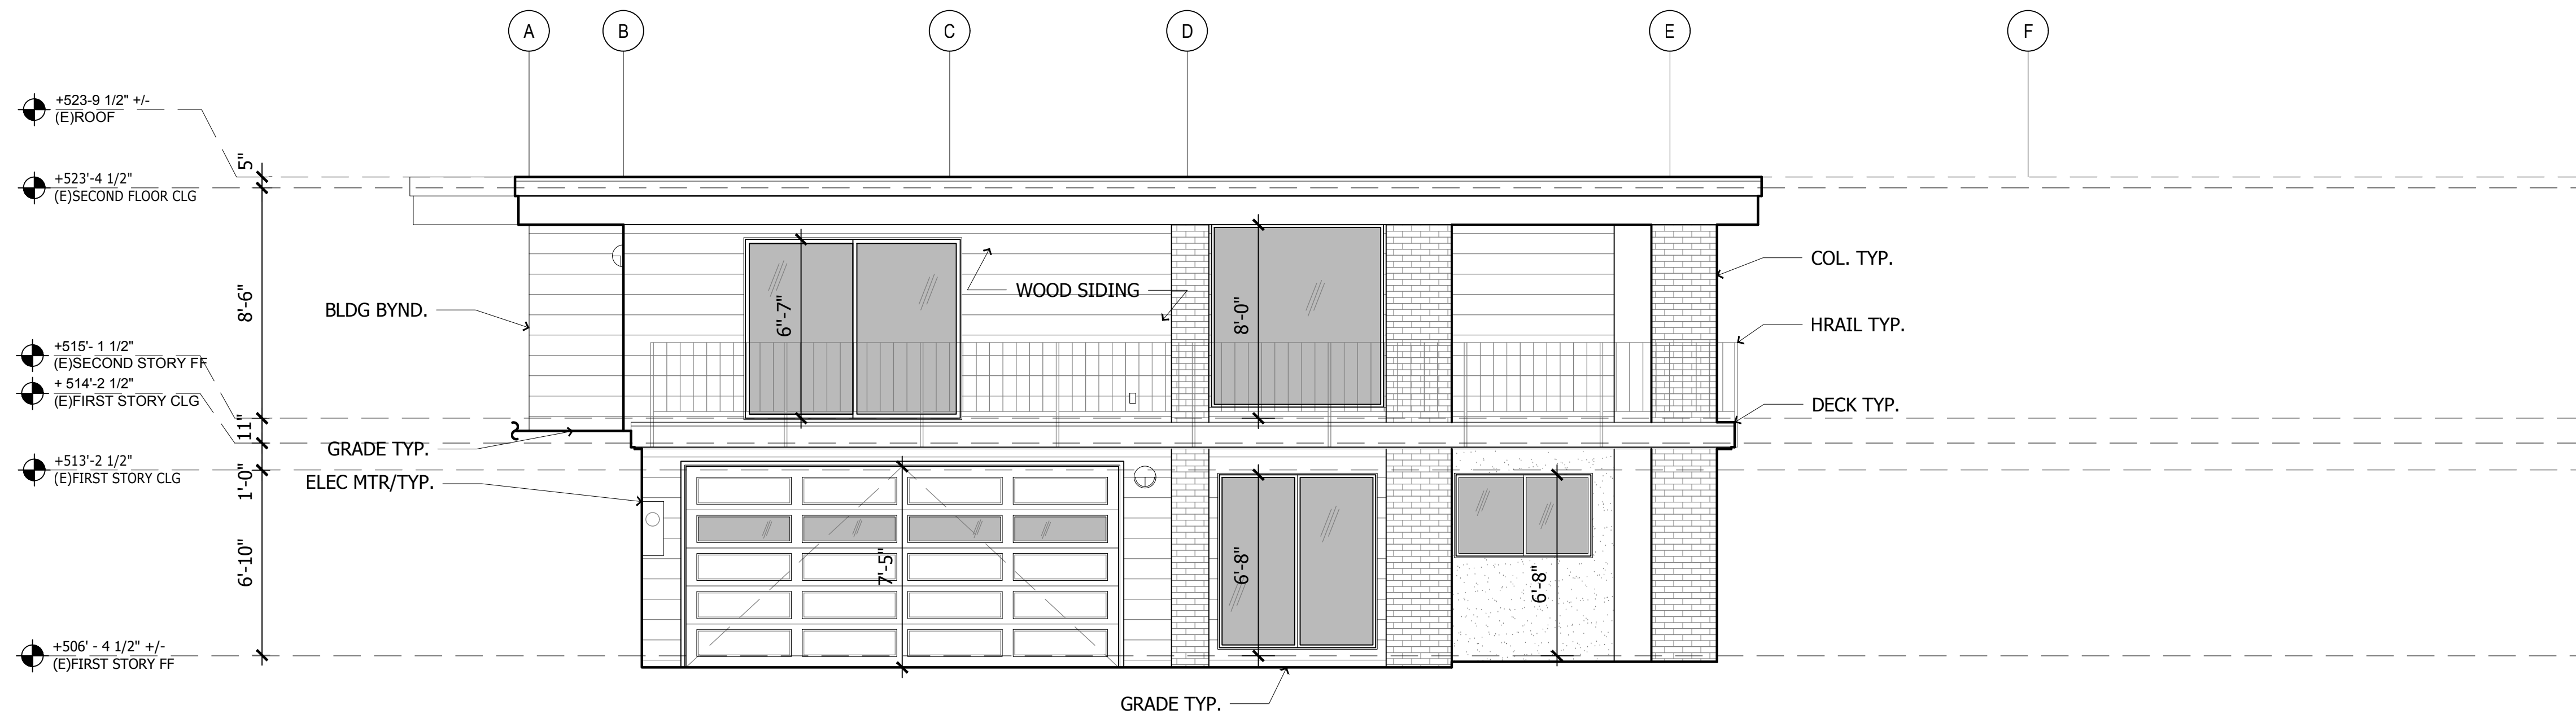 A
B
C
D
E
F
+523-9 1/2" +/-
(E)ROOF
5"
+523'-4 1/2"
(E)SECOND FLOOR CLG
8'-6"
BLDG BYND.
6"-7"
WOOD SIDING
8'-0"
COL. TYP.
HRAIL TYP.
+515'- 1 1/2"
(E)SECOND STORY FF
+ 514'-2 1/2"
(E)FIRST STORY CLG
DECK TYP.
11"
GRADE TYP.
+513'-2 1/2"
(E)FIRST STORY CLG
1'-0"
ELEC MTR/TYP.
6'-10"
7'-5"
6'-8"
6'-8"
+506' - 4 1/2" +/-
(E)FIRST STORY FF
GRADE TYP.